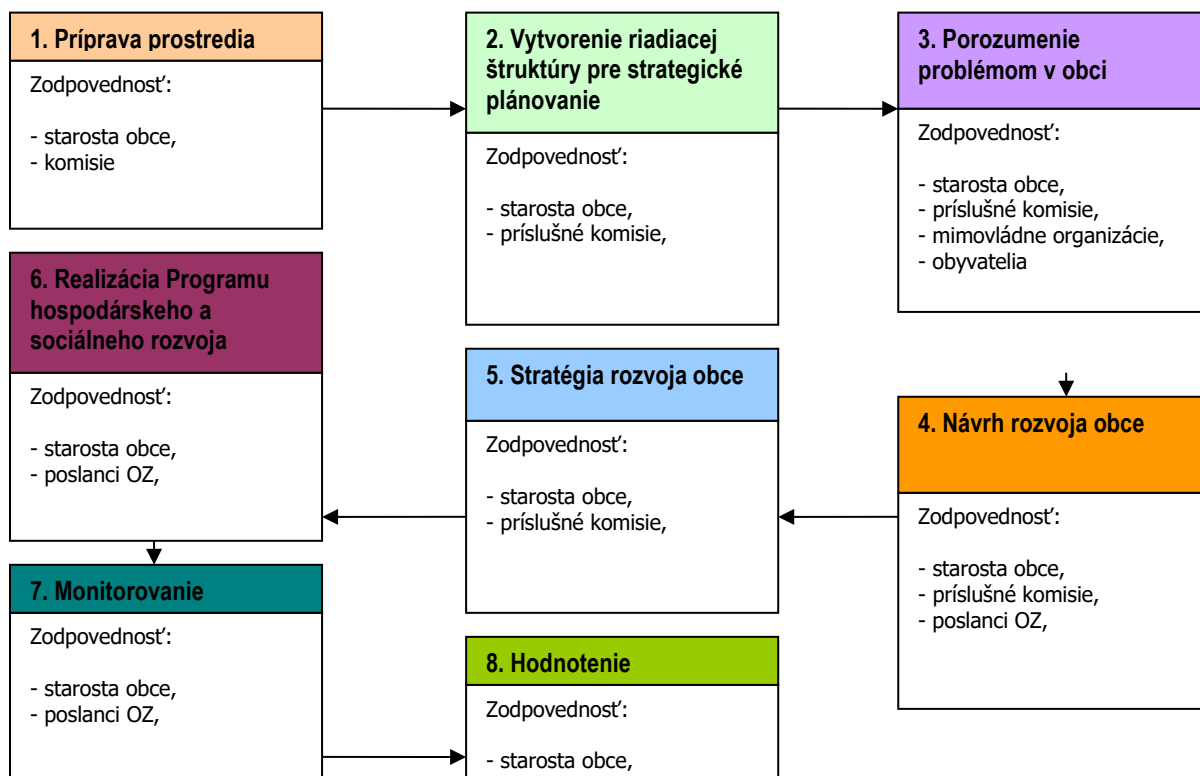 1. Príprava prostredia
Zodpovednosť:
- starosta obce,
- komisie
2. Vytvorenie riadiacej
štruktúry pre strategické
plánovanie
Zodpovednosť:
- starosta obce,
- príslušné komisie,
3. Porozumenie
problémom v obci
Zodpovednosť:
- starosta obce,
- príslušné komisie,
- mimovládne organizácie,
- obyvatelia
4. Návrh rozvoja obce
Zodpovednosť:
- starosta obce,
- príslušné komisie,
- poslanci OZ,
5. Stratégia rozvoja obce
Zodpovednosť:
- starosta obce,
- príslušné komisie,
6. Realizácia Programu
hospodárskeho a
sociálneho rozvoja
Zodpovednosť:
- starosta obce,
- poslanci OZ,
7. Monitorovanie
Zodpovednosť:
- starosta obce,
- poslanci OZ,
8. Hodnotenie
Zodpovednosť:
- starosta obce,